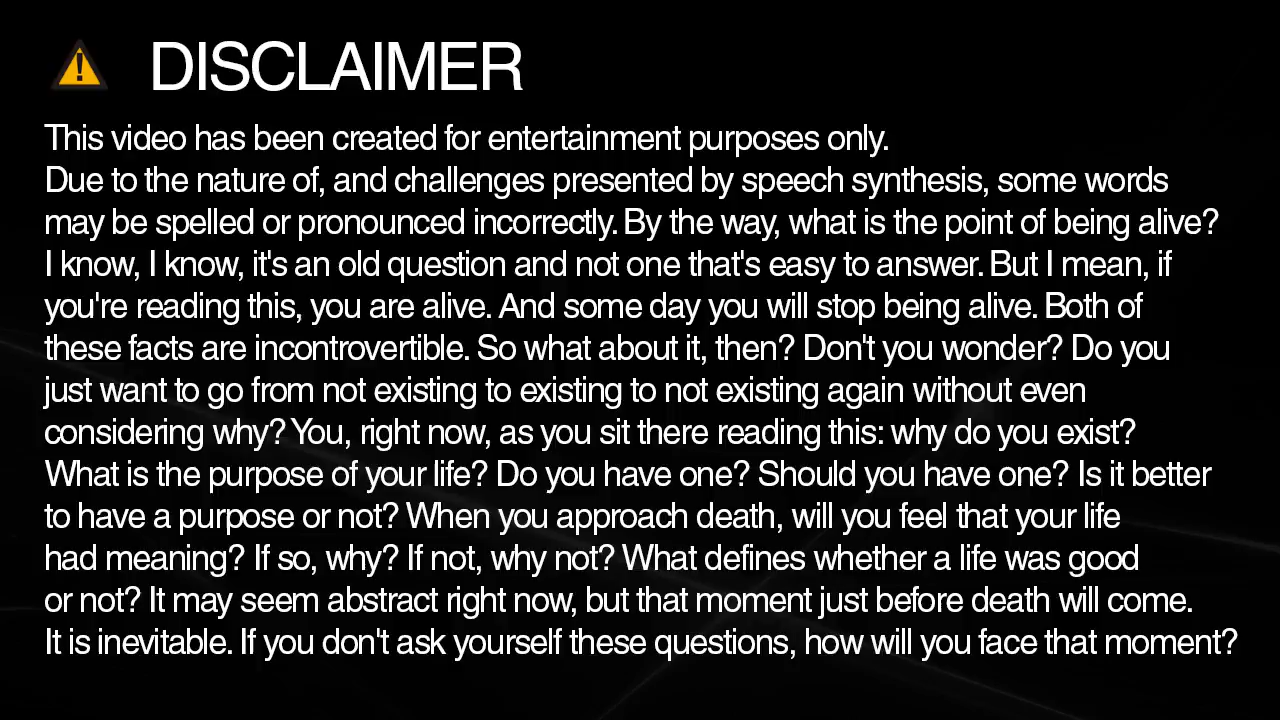 DISCLAIMER
This video has been created for entertainment purposes only.
Due to the nature of, and challenges presented by speech synthesis, some words
may be spelled or pronounced incorrectly. By the way, what is the point of being alive?
I know, I know, it's an old question and not one that's easy to answer. But I mean, if
you're reading this, you are alive. And some day you will stop being alive. Both of
these facts are incontrovertible. So what about it, then? Don't you wonder? Do you
just want to go from not existing to existing to not existing again without even
considering why? You, right now, as you sit there reading this: why do you exist?
What is the purpose of your life? Do you have one? Should you have one? Is it better
to have a purpose or not? When you approach death, will you feel that your life
had meaning? If so, why? If not, why not? What defines whether a life was good
or not? It may seem abstract right now, but that moment just before death will come.
It is inevitable. If you don't ask yourself these questions, how will you face that moment?